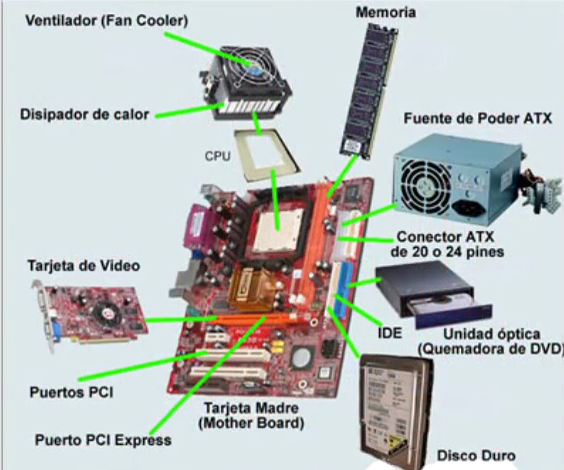 Memoria
Ventilador (Fan Cooler)
Disipador de calor
Fuente de Poder ATX
CPU
Conector ATX
de 20 o 24 pines
Tarjeta de Video
IDE
Unidad óptica
(Quemadora de DVD)
Puertos PCI
Tarjeta Madre
(Mother Board)
Puerto PCI Express
Disco Duro